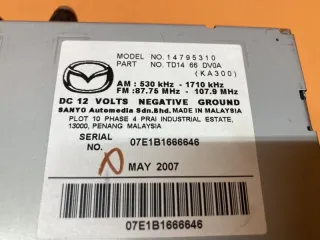 MODEL NO. 14795310
PART NO. TD14 66 DV0A
(KA300)
AM : 530 kHz - 1710 kHz
FM : 87.75 MHz - 107.9 MHz
DC 12 VOLTS NEGATIVE GROUND
SANYO Automedia Sdn.Bhd. MADE IN MALAYSIA
PLOT 10 PHASE 4 PRAI INDUSTRIAL ESTATE,
13000, PENANG MALAYSIA
SERIAL NO.
07E1B1666646
MAY 2007
07E1B1666646